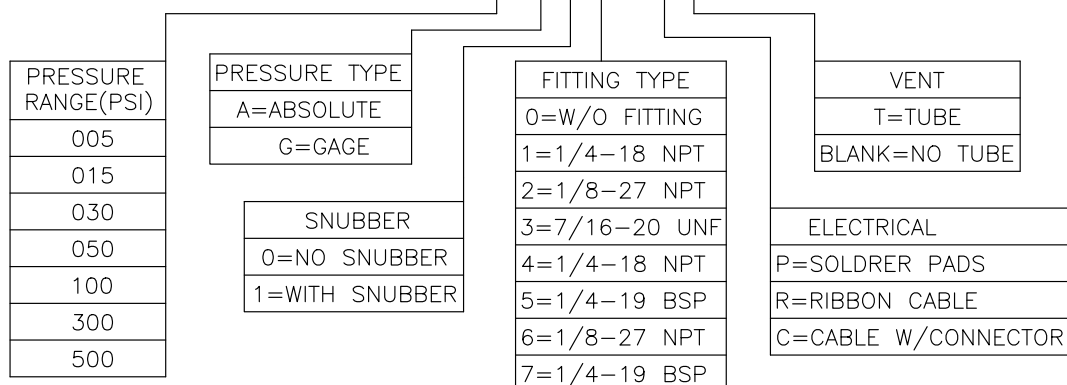 PRESSURE
RANGE(PSI)
005
015
030
050
100
300
500
PRESSURE TYPE
A=ABSOLUTE
G=GAGE
SNUBBER
0=NO SNUBBER
1=WITH SNUBBER
FITTING TYPE
0=W/O FITTING
1=1/4-18 NPT
2=1/8-27 NPT
3=7/16-20 UNF
4=1/4-18 NPT
5=1/4-19 BSP
6=1/8-27 NPT
7=1/4-19 BSP
VENT
T=TUBE
BLANK=NO TUBE
ELECTRICAL
P=SOLDRER PADS
R=RIBBON CABLE
C=CABLE W/CONNECTOR